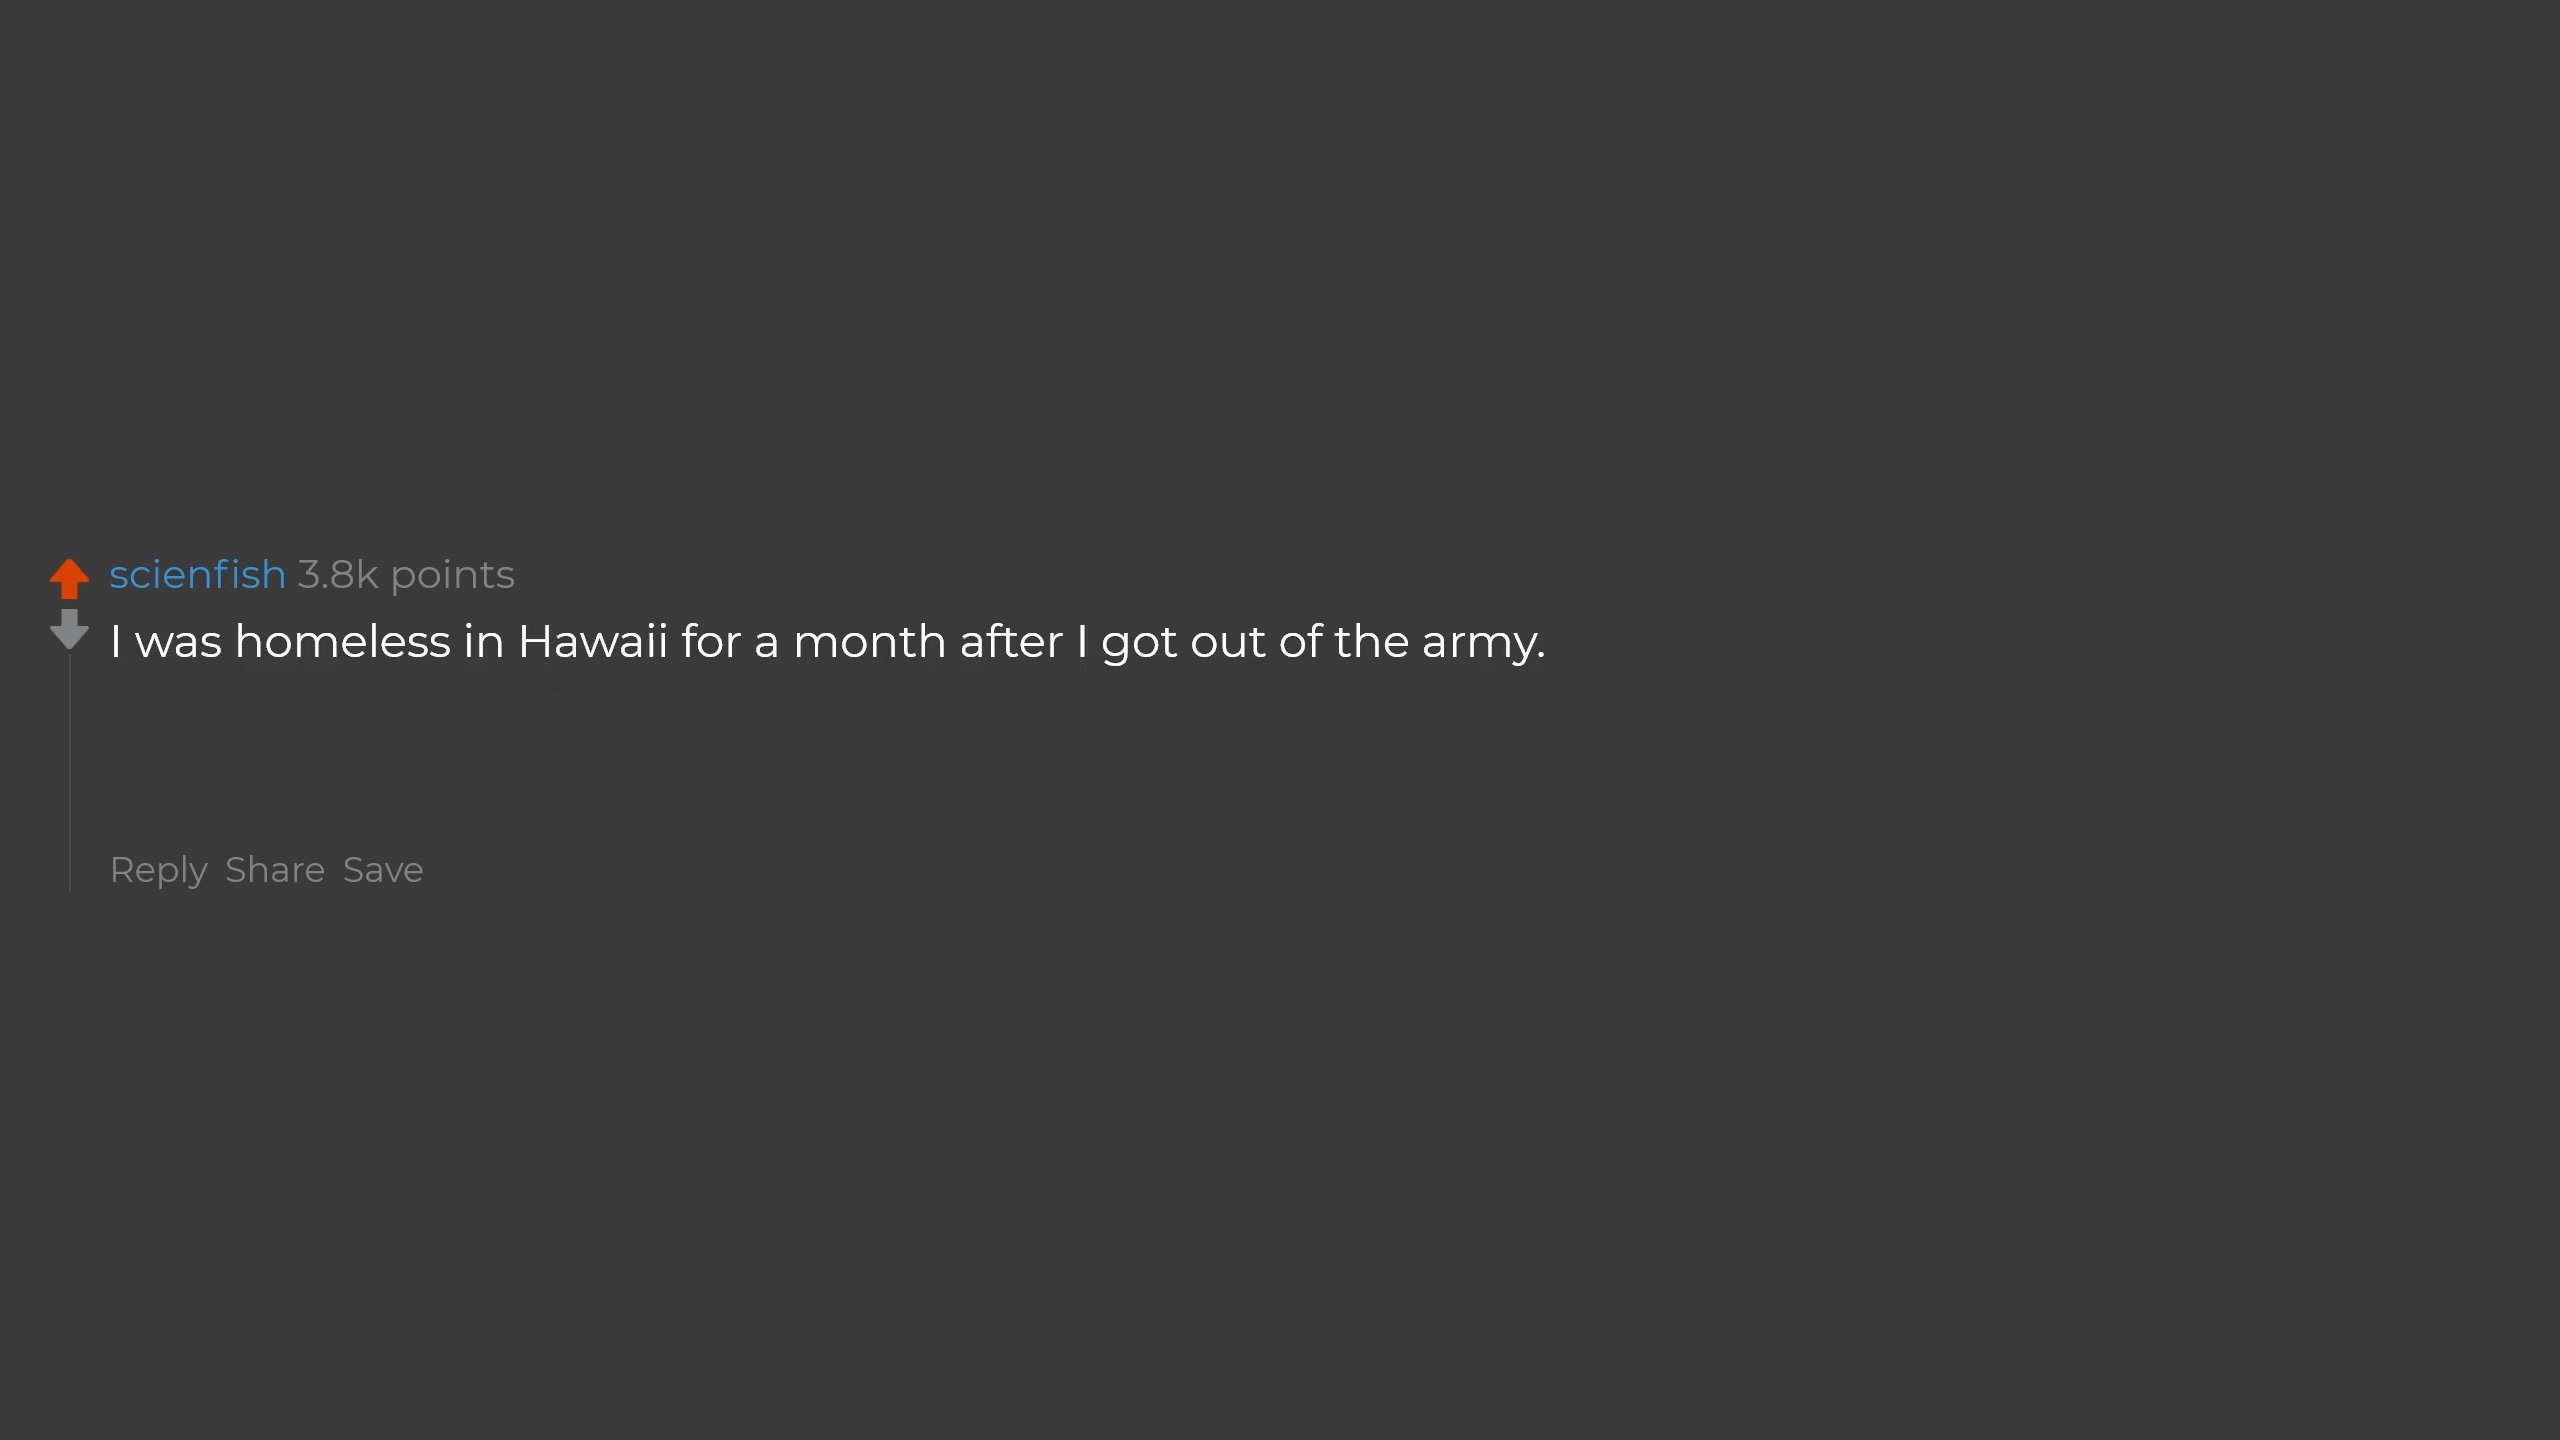 scienfish 3.8k points
I was homeless in Hawaii for a month after I got out of the army.
Reply Share Save